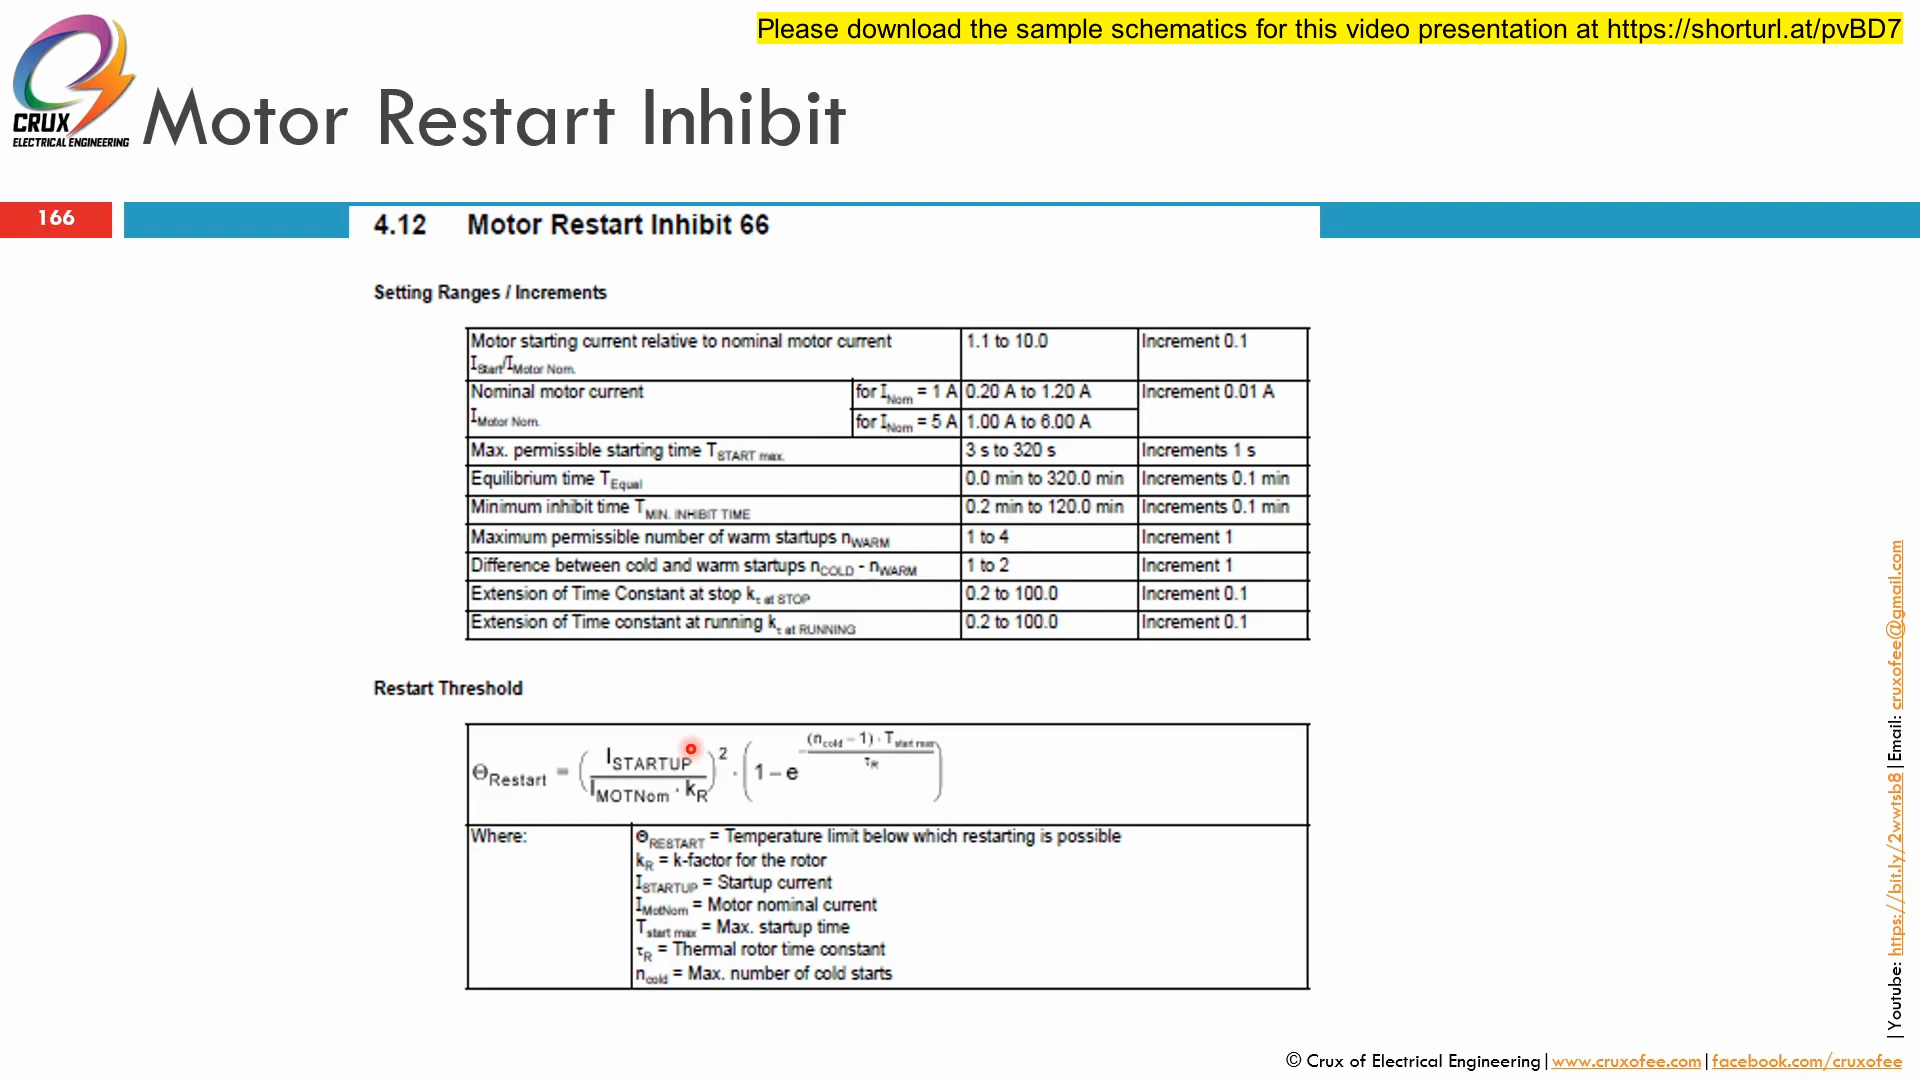 Please download the sample schematics for this video presentation at https://shorturl.at/pvBD7
CRUX
ELECTRICAL ENGINEERING
Motor Restart Inhibit
166
4.12 Motor Restart Inhibit 66
Setting Ranges / Increments
Motor starting current relative to nominal motor current 1.1 to 10.0 Increment 0.1
IStart/IMotor Nom.
Nominal motor current for INom = 1 A 0.20 A to 1.20 A Increment 0.01 A
IMotor Nom. for INom = 5 A 1.00 A to 6.00 A
Max. permissible starting time TSTART max. 3 s to 320 s Increments 1 s
Equilibrium time TEqual 0.0 min to 320.0 min Increments 0.1 min
Minimum inhibit time TMIN. INHIBIT TIME 0.2 min to 120.0 min Increments 0.1 min
Maximum permissible number of warm startups nWARM 1 to 4 Increment 1
Difference between cold and warm startups nCOLD - nWARM 1 to 2 Increment 1
Extension of Time Constant at stop kτ at STOP 0.2 to 100.0 Increment 0.1
Extension of Time constant at running kτ at RUNNING 0.2 to 100.0 Increment 0.1
Restart Threshold
ΘRestart = (ISTARTUP / IMOTNom · kR)² · (1 − e^−((ncold − 1) · Tstart max / τR))
Where: ΘRESTART = Temperature limit below which restarting is possible
kR = k-factor for the rotor
ISTARTUP = Startup current
IMotNom = Motor nominal current
Tstart max = Max. startup time
τR = Thermal rotor time constant
ncold = Max. number of cold starts
|Youtube: https://bit.ly/2wwtsb8|Email: cruxofee@gmail.com
© Crux of Electrical Engineering|www.cruxofee.com|facebook.com/cruxofee